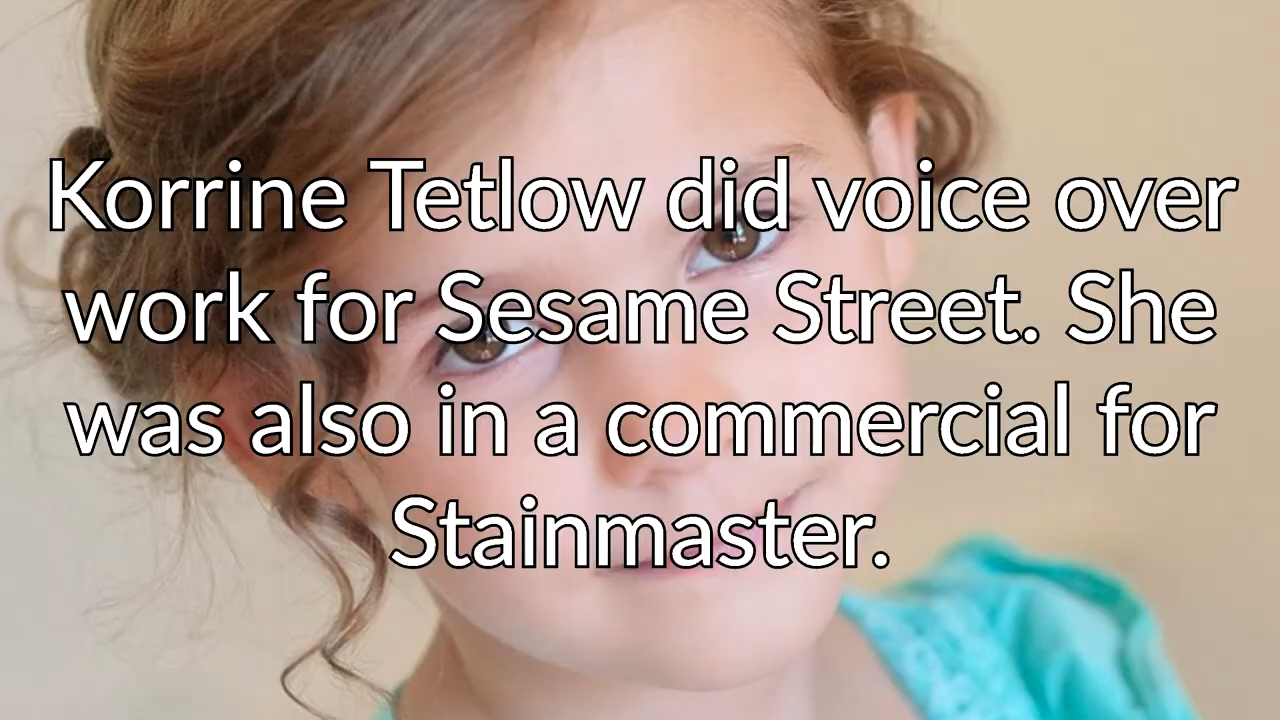 Korrine Tetlow did voice over
work for Sesame Street. She
was also in a commercial for
Stainmaster.